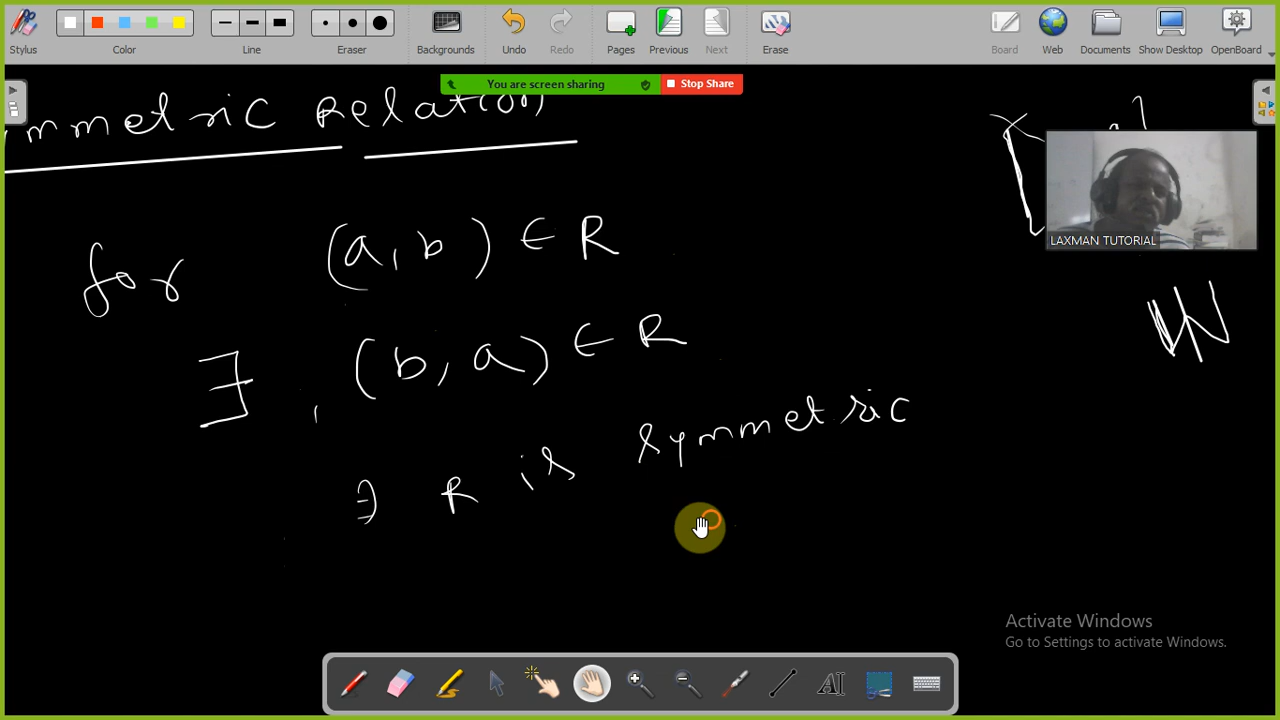 Stylus Color Line Eraser Backgrounds Undo Redo Pages Previous Next Erase Board Web Documents Show Desktop OpenBoard
You are screen sharing Stop Share
mmetric Relation
LAXMAN TUTORIAL
for (a, b) ∈ R
∃, (b, a) ∈ R
∃ R is symmetric
Activate Windows
Go to Settings to activate Windows.
AI